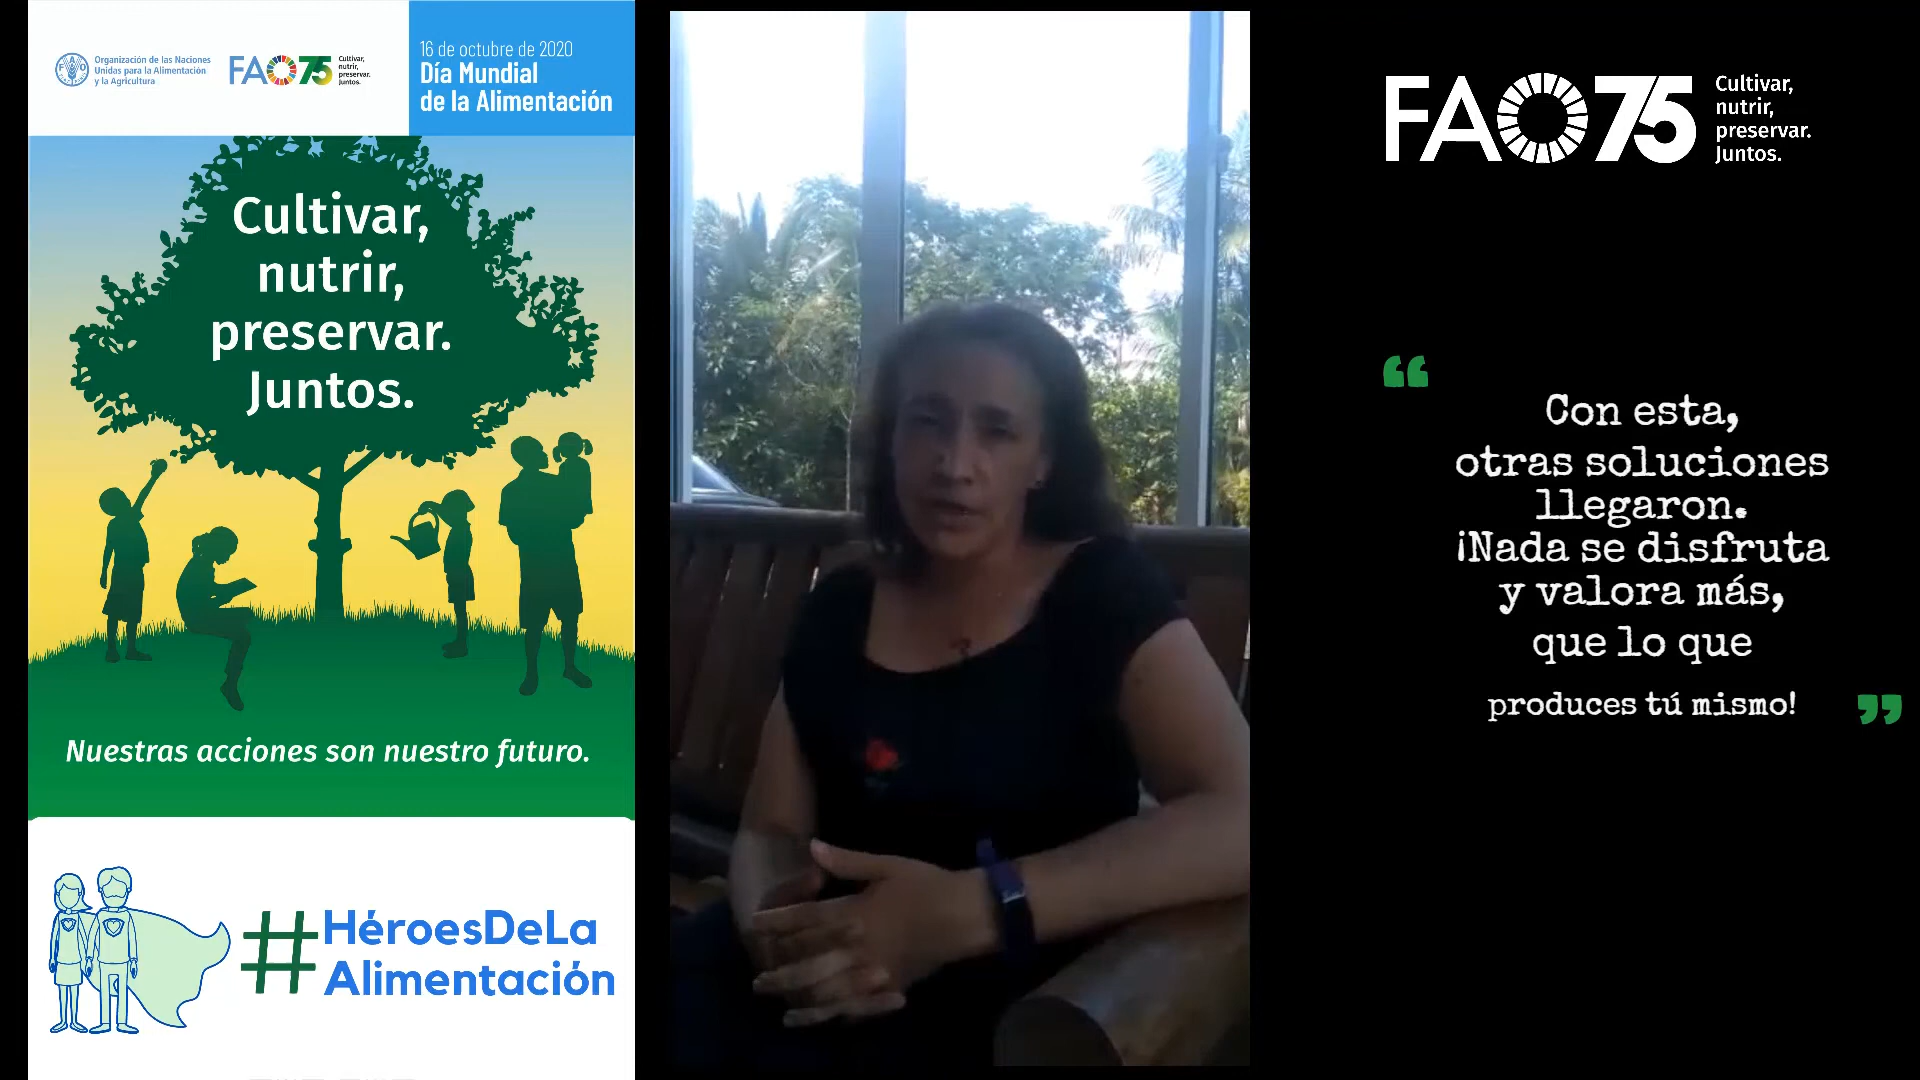 Organización de las Naciones
Unidas para la Alimentación
y la Agricultura
FAO75
Cultivar,
nutrir,
preservar.
Juntos.
16 de octubre de 2020
Día Mundial
de la Alimentación
Cultivar,
nutrir,
preservar.
Juntos.
Nuestras acciones son nuestro futuro.
#HéroesDeLa
Alimentación
FAO75
Cultivar,
nutrir,
preservar.
Juntos.
“
Con esta,
otras soluciones
llegaron.
¡Nada se disfruta
y valora más,
que lo que
produces tú mismo!
”